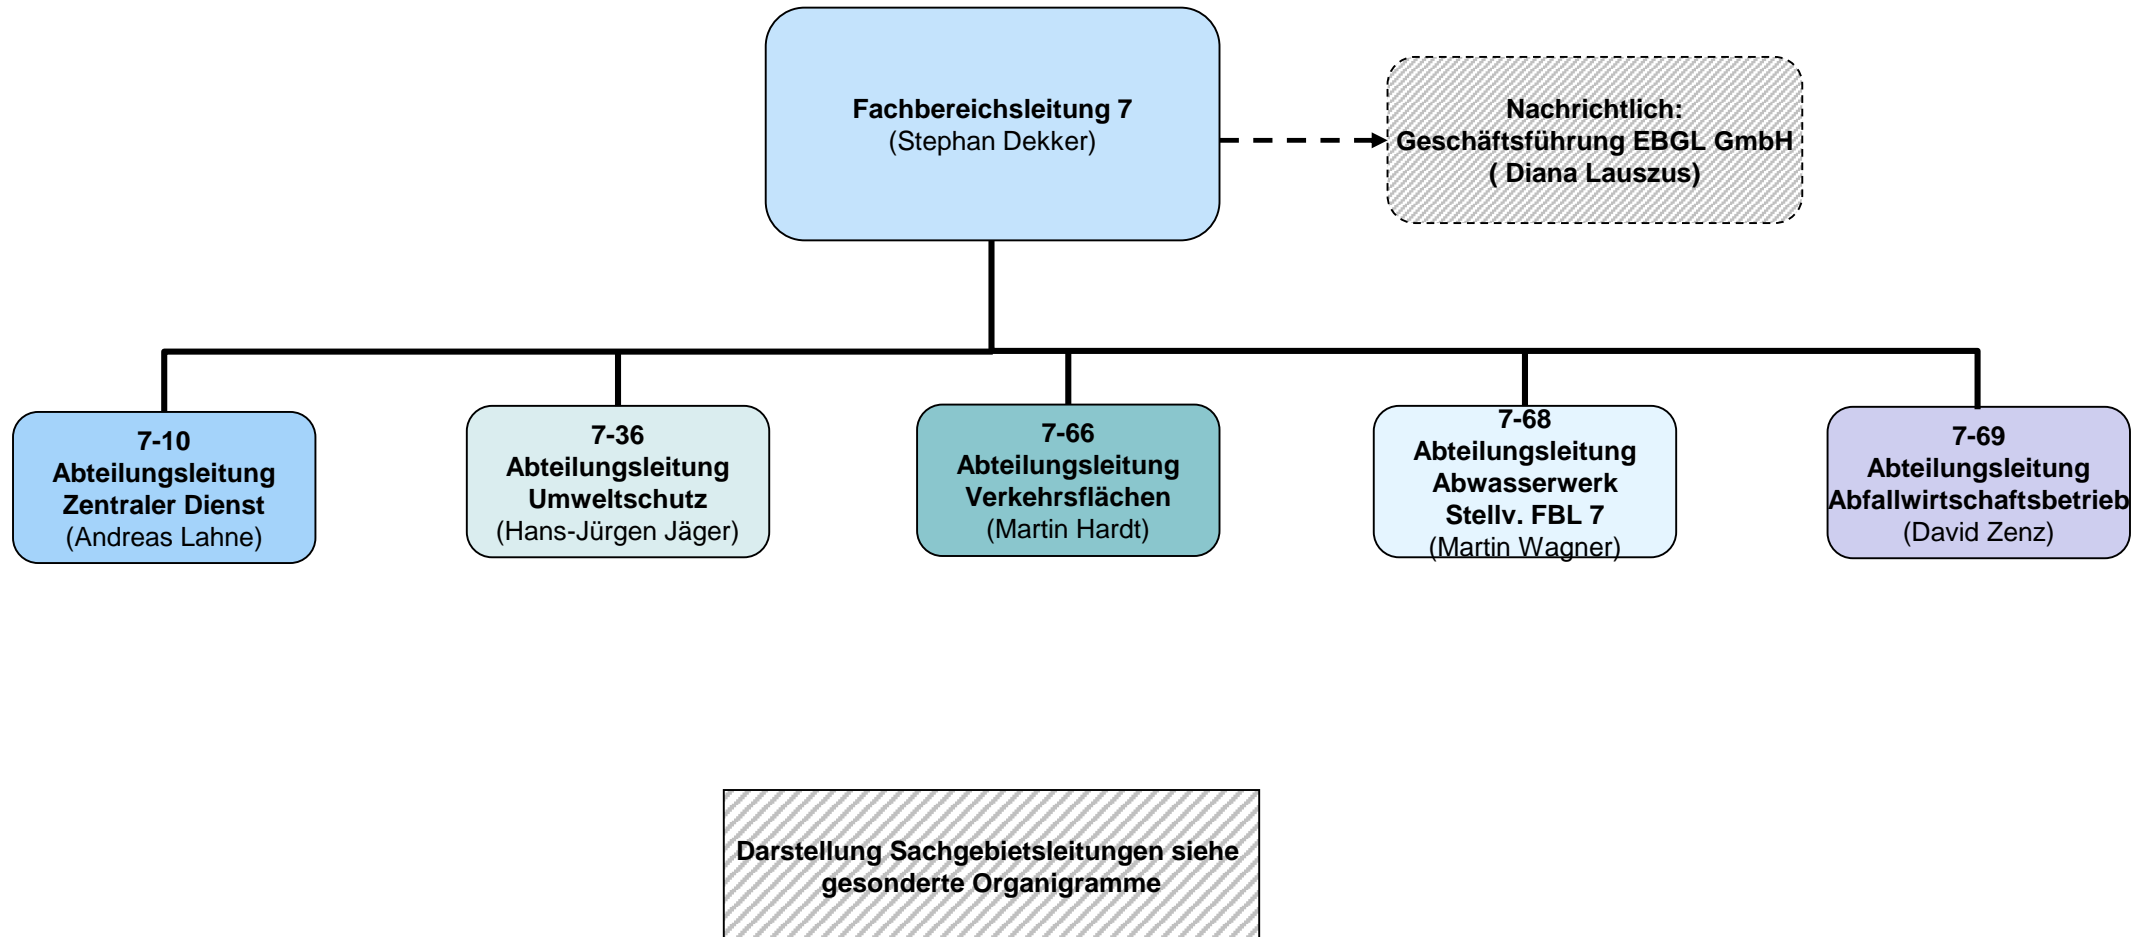 Fachbereichsleitung 7
(Stephan Dekker)
Nachrichtlich:
Geschäftsführung EBGL GmbH
( Diana Lauszus)
7-10
Abteilungsleitung
Zentraler Dienst
(Andreas Lahne)
7-36
Abteilungsleitung
Umweltschutz
(Hans-Jürgen Jäger)
7-66
Abteilungsleitung
Verkehrsflächen
(Martin Hardt)
7-68
Abteilungsleitung
Abwasserwerk
Stellv. FBL 7
(Martin Wagner)
7-69
Abteilungsleitung
Abfallwirtschaftsbetrieb
(David Zenz)
Darstellung Sachgebietsleitungen siehe
gesonderte Organigramme